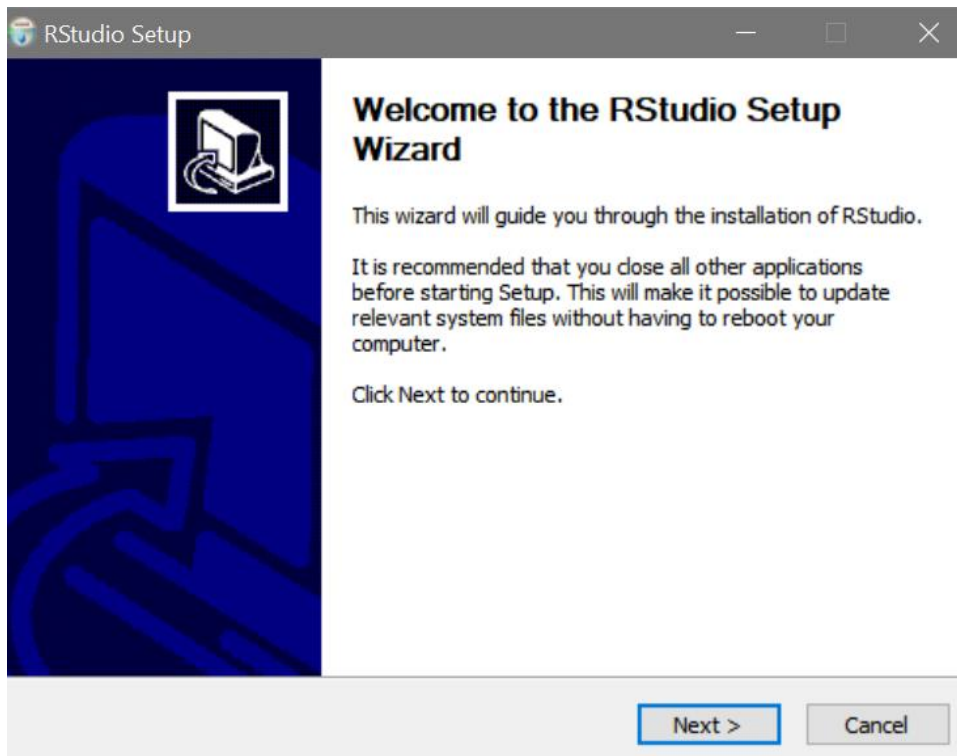 RStudio Setup
Welcome to the RStudio Setup
Wizard
This wizard will guide you through the installation of RStudio.
It is recommended that you close all other applications
before starting Setup. This will make it possible to update
relevant system files without having to reboot your
computer.
Click Next to continue.
Next >
Cancel